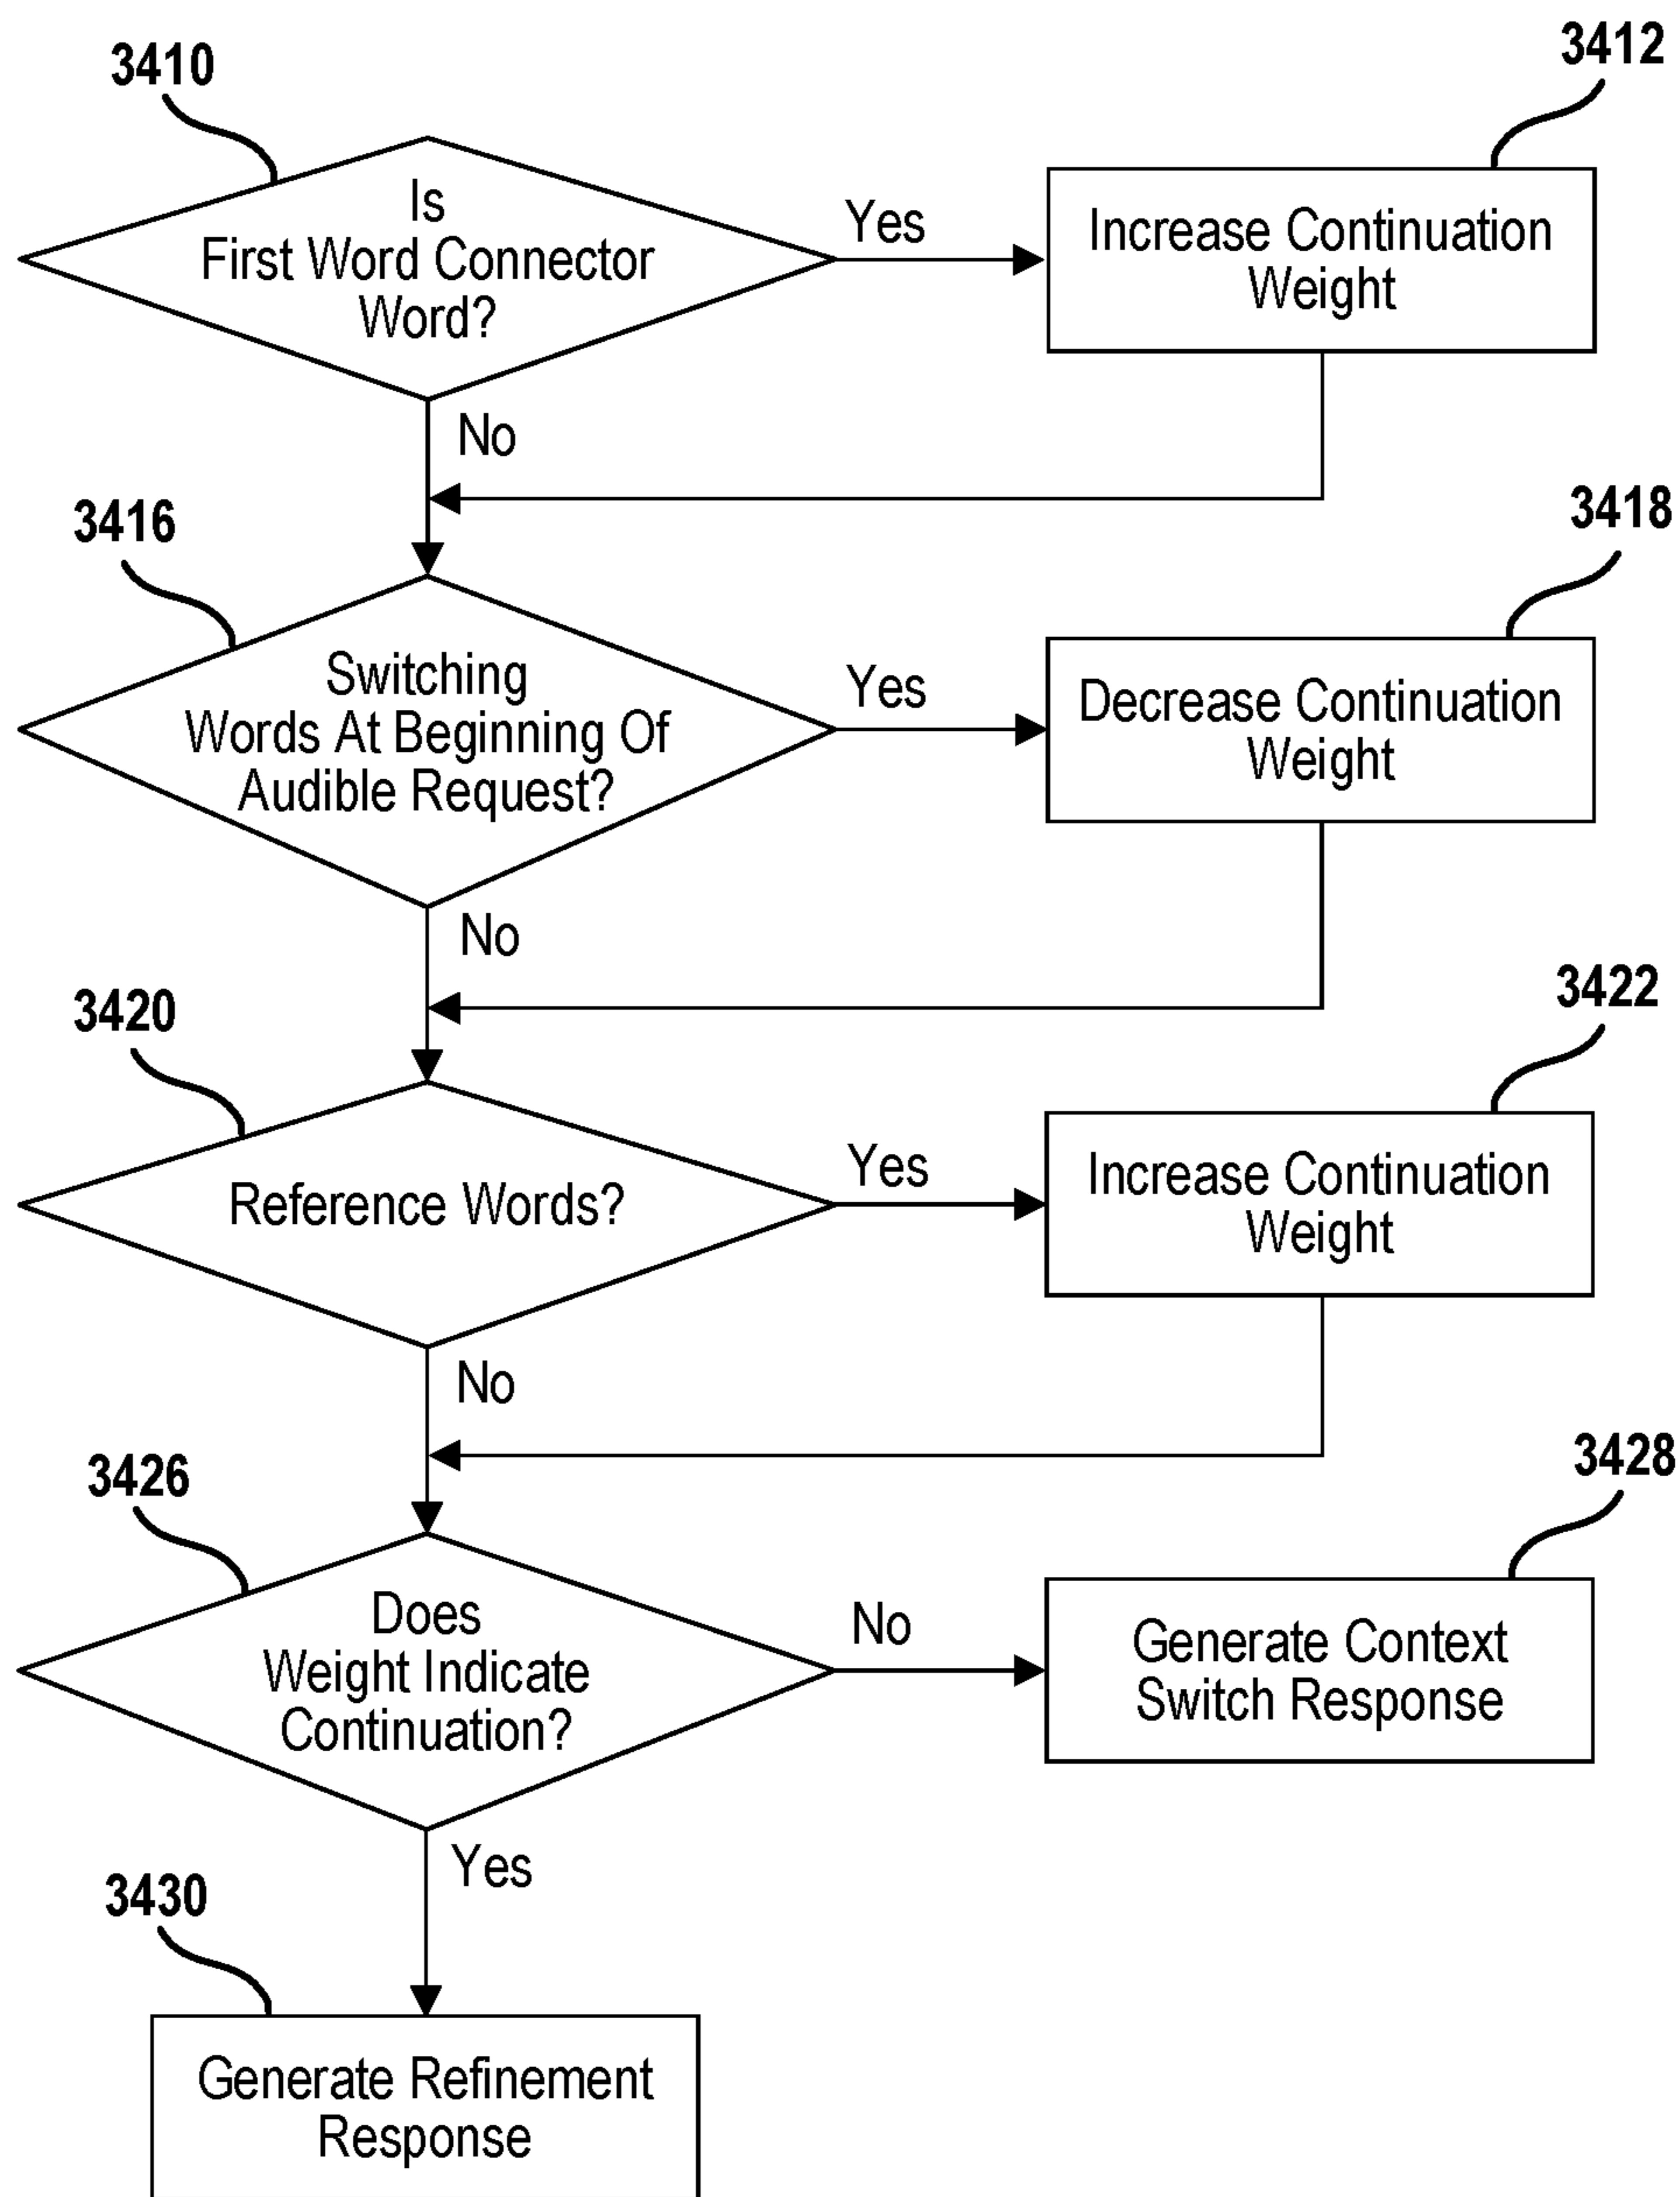 3410
3412
Is
First Word Connector
Word?
Yes
Increase Continuation
Weight
No
3416
3418
Switching
Words At Beginning Of
Audible Request?
Yes
Decrease Continuation
Weight
No
3420
3422
Reference Words?
Yes
Increase Continuation
Weight
No
3426
3428
Does
Weight Indicate
Continuation?
No
Generate Context
Switch Response
Yes
3430
Generate Refinement
Response